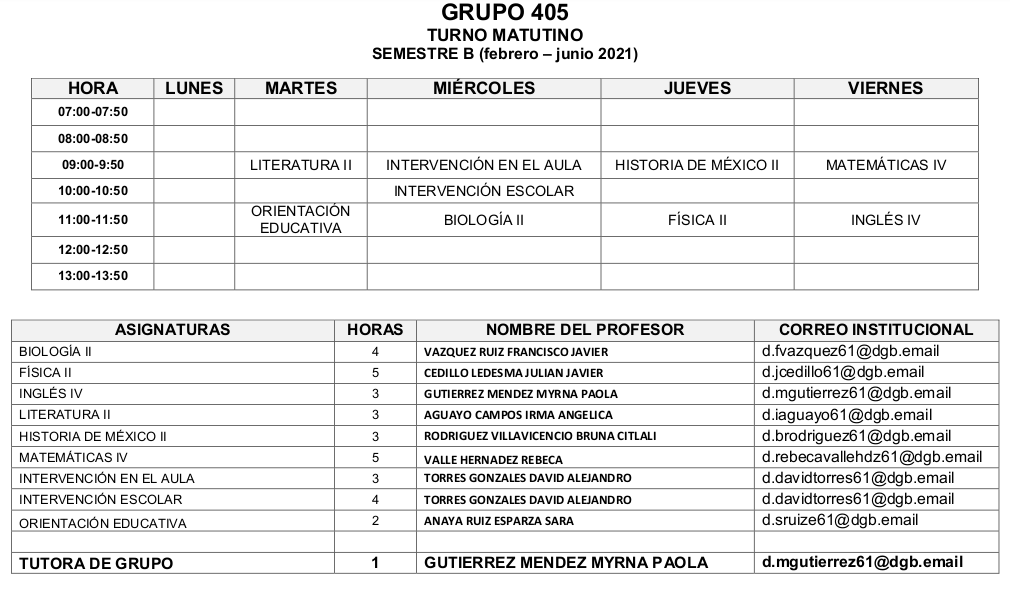 GRUPO 405
TURNO MATUTINO
SEMESTRE B (febrero – junio 2021)
HORA LUNES MARTES MIÉRCOLES JUEVES VIERNES
07:00-07:50
08:00-08:50
09:00-9:50 LITERATURA II INTERVENCIÓN EN EL AULA HISTORIA DE MÉXICO II MATEMÁTICAS IV
10:00-10:50 INTERVENCIÓN ESCOLAR
11:00-11:50 ORIENTACIÓN EDUCATIVA BIOLOGÍA II FÍSICA II INGLÉS IV
12:00-12:50
13:00-13:50
ASIGNATURAS HORAS NOMBRE DEL PROFESOR CORREO INSTITUCIONAL
BIOLOGÍA II 4 VAZQUEZ RUIZ FRANCISCO JAVIER d.fvazquez61@dgb.email
FÍSICA II 5 CEDILLO LEDESMA JULIAN JAVIER d.jcedillo61@dgb.email
INGLÉS IV 3 GUTIERREZ MENDEZ MYRNA PAOLA d.mgutierrez61@dgb.email
LITERATURA II 3 AGUAYO CAMPOS IRMA ANGELICA d.iaguayo61@dgb.email
HISTORIA DE MÉXICO II 3 RODRIGUEZ VILLAVICENCIO BRUNA CITLALI d.brodriguez61@dgb.email
MATEMÁTICAS IV 5 VALLE HERNADEZ REBECA d.rebecavallehdz61@dgb.email
INTERVENCIÓN EN EL AULA 3 TORRES GONZALES DAVID ALEJANDRO d.davidtorres61@dgb.email
INTERVENCIÓN ESCOLAR 4 TORRES GONZALES DAVID ALEJANDRO d.davidtorres61@dgb.email
ORIENTACIÓN EDUCATIVA 2 ANAYA RUIZ ESPARZA SARA d.sruize61@dgb.email
TUTORA DE GRUPO 1 GUTIERREZ MENDEZ MYRNA PAOLA d.mgutierrez61@dgb.email